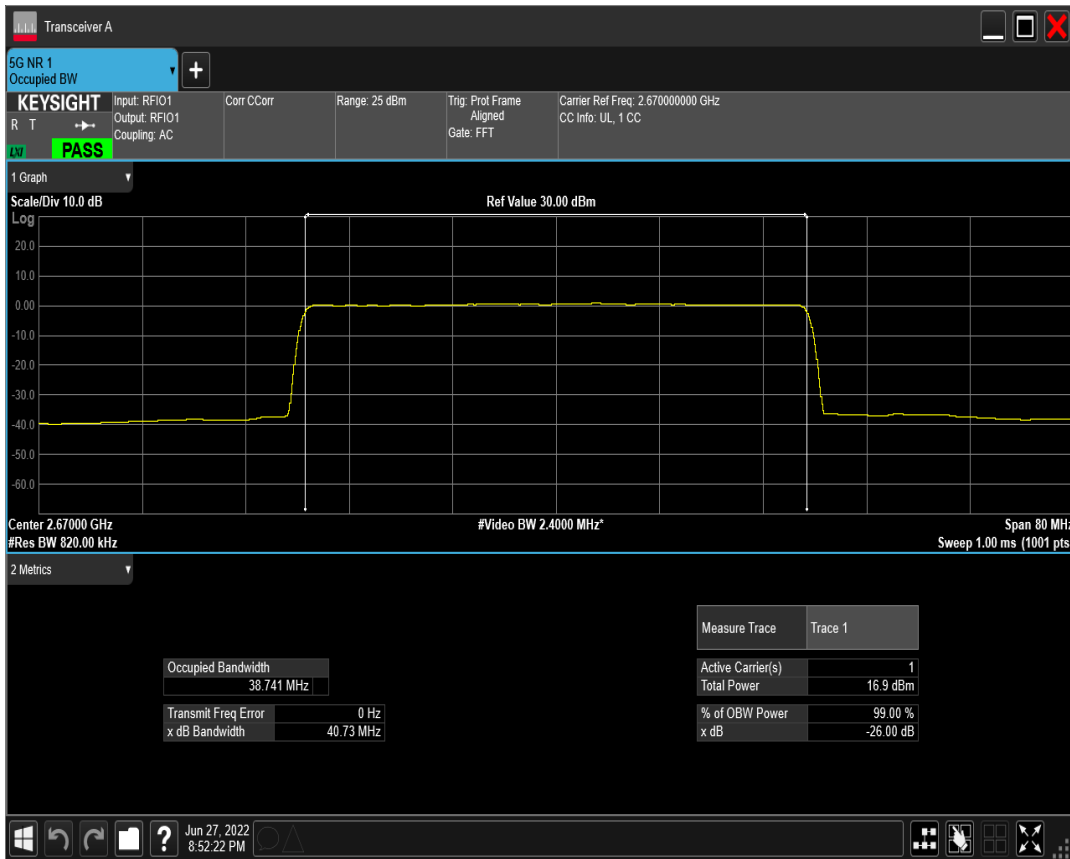 Transceiver A
5G NR 1
Occupied BW
+
KEYSIGHT
R T
LXI
PASS
Input: RFIO1
Output: RFIO1
Coupling: AC
Corr CCorr
Range: 25 dBm
Trig: Prot Frame
Aligned
Gate: FFT
Carrier Ref Freq: 2.670000000 GHz
CC Info: UL, 1 CC
1 Graph
Scale/Div 10.0 dB
Ref Value 30.00 dBm
Log
20.0
10.0
0.00
-10.0
-20.0
-30.0
-40.0
-50.0
-60.0
Center 2.67000 GHz
#Video BW 2.4000 MHz*
Span 80 MHz
#Res BW 820.00 kHz
Sweep 1.00 ms (1001 pts
2 Metrics
Measure Trace
Trace 1
Occupied Bandwidth
38.741 MHz
Active Carrier(s)
1
Total Power
16.9 dBm
Transmit Freq Error
0 Hz
% of OBW Power
99.00 %
x dB Bandwidth
40.73 MHz
x dB
-26.00 dB
?
Jun 27, 2022
8:52:22 PM